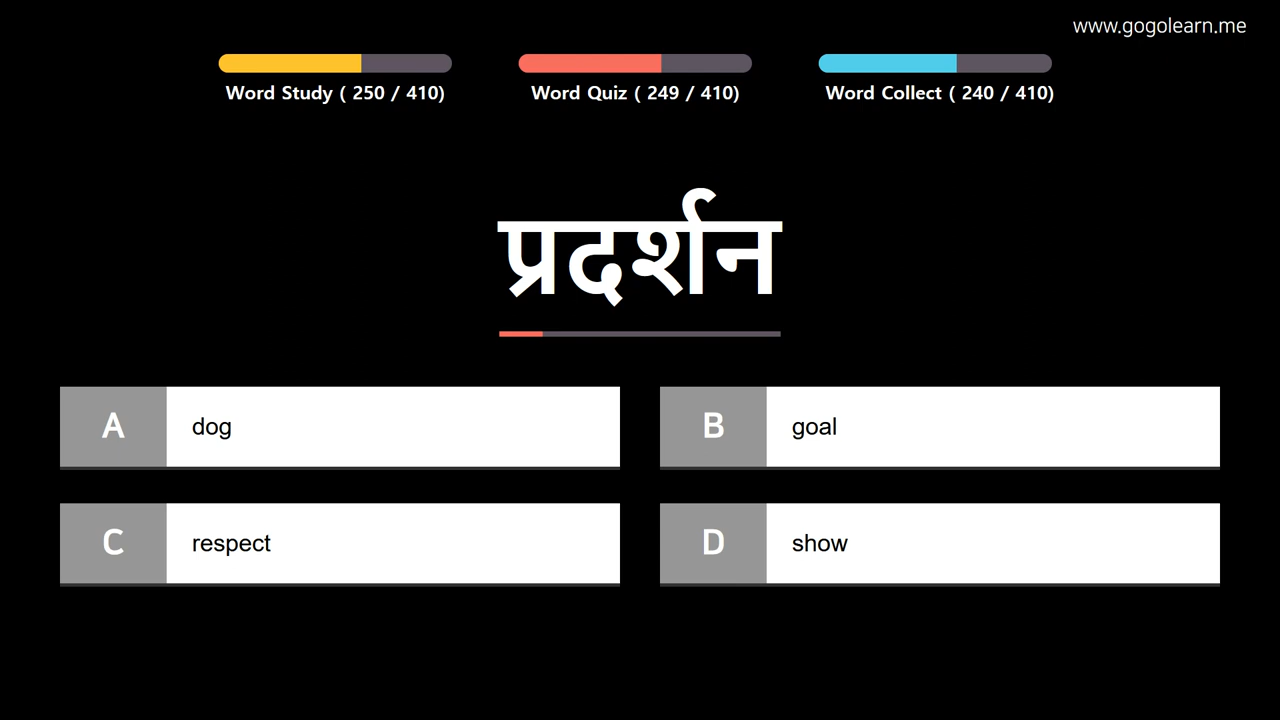 www.gogolearn.me
Word Study ( 250 / 410)
Word Quiz ( 249 / 410)
Word Collect ( 240 / 410)
प्रदर्शन
A dog
B goal
C respect
D show